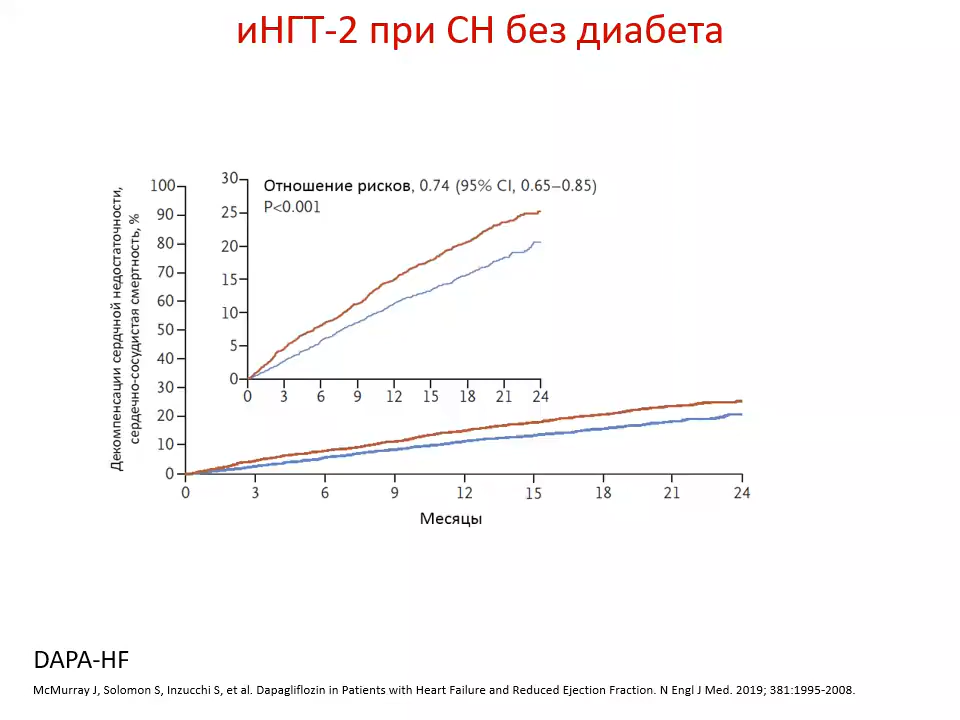 иНГТ-2 при СН без диабета
Декомпенсации сердчной недостаточности,
сердечно-сосудистая смертность, %
100
90
80
70
60
50
40
30
20
10
0
30
25
20
15
10
5
0
Отношение рисков, 0.74 (95% CI, 0.65–0.85)
P<0.001
0 3 6 9 12 15 18 21 24
0 3 6 9 12 15 18 21 24
Месяцы
DAPA-HF
McMurray J, Solomon S, Inzucchi S, et al. Dapagliflozin in Patients with Heart Failure and Reduced Ejection Fraction. N Engl J Med. 2019; 381:1995-2008.